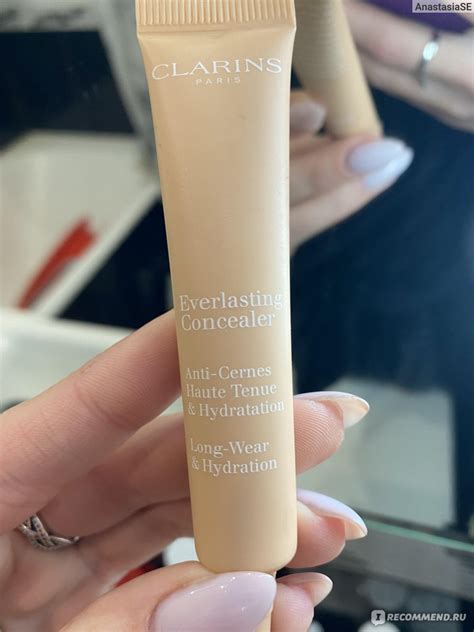 AnastasiaSE
CLARINS
PARIS
Everlasting
Concealer
Anti-Cernes
Haute Tenue
& Hydratation
Long-Wear
& Hydration
I RECOMMEND.RU